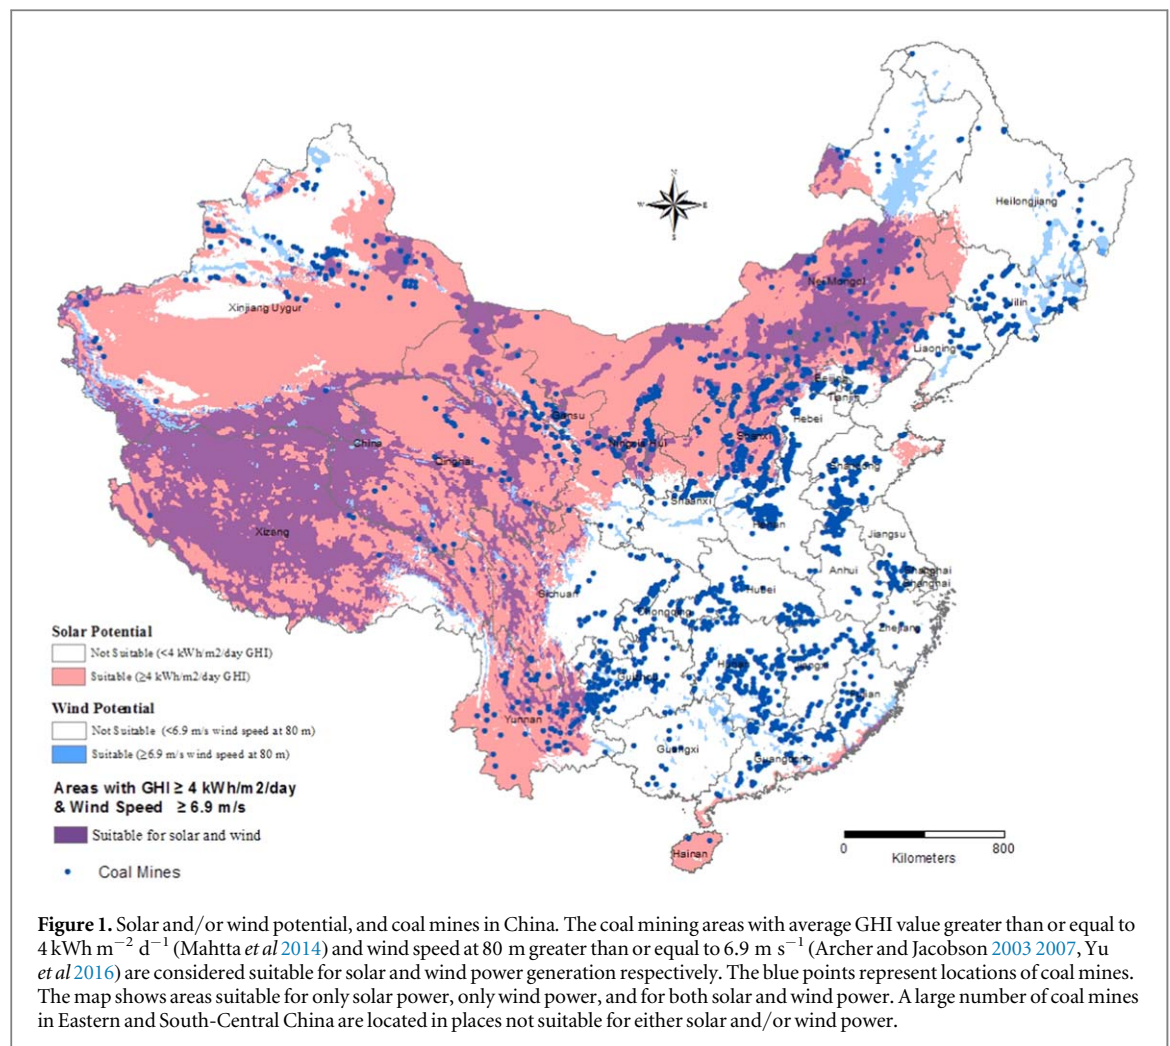 N
W
E
S
Heilongjiang
Nei Mongol
Xinjiang Uygur
Jilin
Liaoning
Beijing
Tianjin
Hebei
Gansu
Ningxia Hui
Shanxi
China
Qinghai
Shandong
Shaanxi
Henan
Xizang
Jiangsu
Anhui
Shanghai
Shanghai
Sichuan
Hubei
Chongqing
Zhejiang
Hunan
Jiangxi
Guizhou
Fujian
Yunnan
Guangxi
Guangdong
Hainan
Solar Potential
Not Suitable (<4 kWh/m2/day GHI)
Suitable (≥4 kWh/m2/day GHI)
Wind Potential
Not Suitable (<6.9 m/s wind speed at 80 m)
Suitable (≥6.9 m/s wind speed at 80 m)
Areas with GHI ≥ 4 kWh/m2/day
& Wind Speed ≥ 6.9 m/s
Suitable for solar and wind
Coal Mines
0 800
Kilometers
Figure 1. Solar and/or wind potential, and coal mines in China. The coal mining areas with average GHI value greater than or equal to
4 kWh m−2 d−1 (Mahtta et al 2014) and wind speed at 80 m greater than or equal to 6.9 m s−1 (Archer and Jacobson 2003 2007, Yu
et al 2016) are considered suitable for solar and wind power generation respectively. The blue points represent locations of coal mines.
The map shows areas suitable for only solar power, only wind power, and for both solar and wind power. A large number of coal mines
in Eastern and South-Central China are located in places not suitable for either solar and/or wind power.